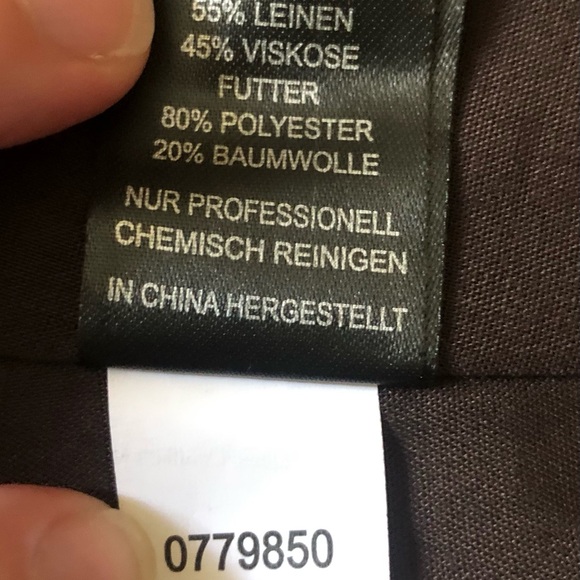 55% LEINEN
45% VISKOSE
FUTTER
80% POLYESTER
20% BAUMWOLLE
NUR PROFESSIONELL
CHEMISCH REINIGEN
IN CHINA HERGESTELLT
0779850